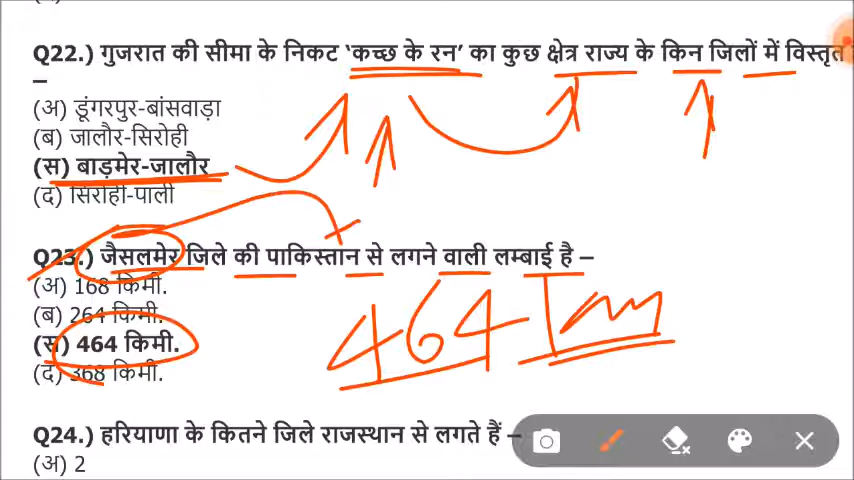 Q22.) गुजरात की सीमा के निकट ‘कच्छ के रन’ का कुछ क्षेत्र राज्य के किन जिलों में विस्तृत
–
(अ) डूंगरपुर-बांसवाड़ा
(ब) जालौर-सिरोही
(स) बाड़मेर-जालौर
(द) सिरोही-पाली
Q23.) जैसलमेर जिले की पाकिस्तान से लगने वाली लम्बाई है –
(अ) 168 किमी.
(ब) 264 किमी.
(स) 464 किमी.
(द) 368 किमी.
464 Km
Q24.) हरियाणा के कितने जिले राजस्थान से लगते हैं –
(अ) 2